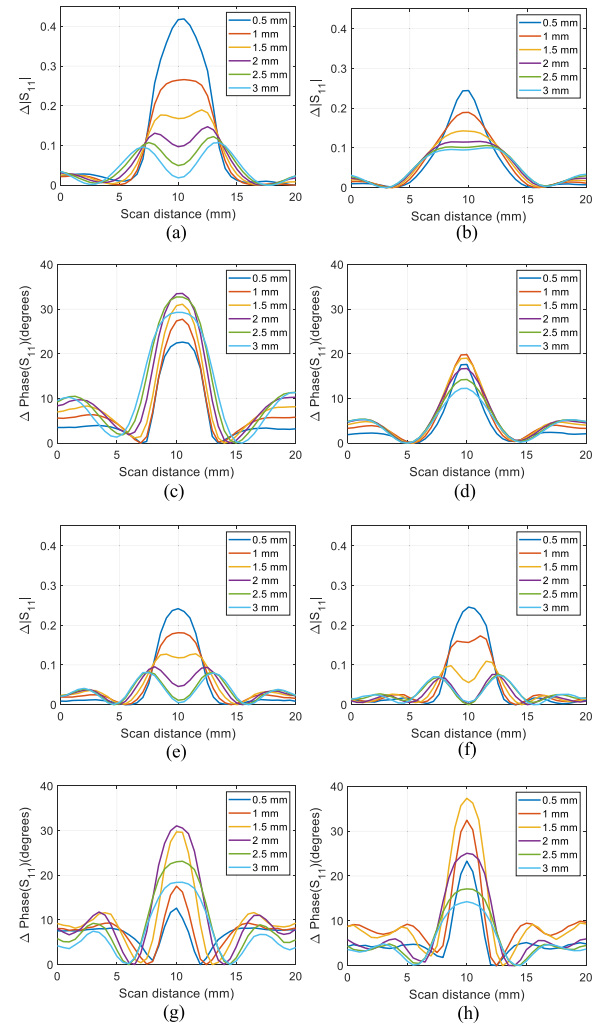 Δ|S11|
0.4
0.3
0.2
0.1
0
0 5 10 15 20
Scan distance (mm)
0.5 mm
1 mm
1.5 mm
2 mm
2.5 mm
3 mm
(a)
Δ|S11|
0.4
0.3
0.2
0.1
0
0 5 10 15 20
Scan distance (mm)
0.5 mm
1 mm
1.5 mm
2 mm
2.5 mm
3 mm
(b)
Δ Phase(S11)(degrees)
40
30
20
10
0
0 5 10 15 20
Scan distance (mm)
0.5 mm
1 mm
1.5 mm
2 mm
2.5 mm
3 mm
(c)
Δ Phase(S11)(degrees)
40
30
20
10
0
0 5 10 15 20
Scan distance (mm)
0.5 mm
1 mm
1.5 mm
2 mm
2.5 mm
3 mm
(d)
Δ|S11|
0.4
0.3
0.2
0.1
0
0 5 10 15 20
Scan distance (mm)
0.5 mm
1 mm
1.5 mm
2 mm
2.5 mm
3 mm
(e)
Δ|S11|
0.4
0.3
0.2
0.1
0
0 5 10 15 20
Scan distance (mm)
0.5 mm
1 mm
1.5 mm
2 mm
2.5 mm
3 mm
(f)
Δ Phase(S11)(degrees)
40
30
20
10
0
0 5 10 15 20
Scan distance (mm)
0.5 mm
1 mm
1.5 mm
2 mm
2.5 mm
3 mm
(g)
Δ Phase(S11)(degrees)
40
30
20
10
0
0 5 10 15 20
Scan distance (mm)
0.5 mm
1 mm
1.5 mm
2 mm
2.5 mm
3 mm
(h)